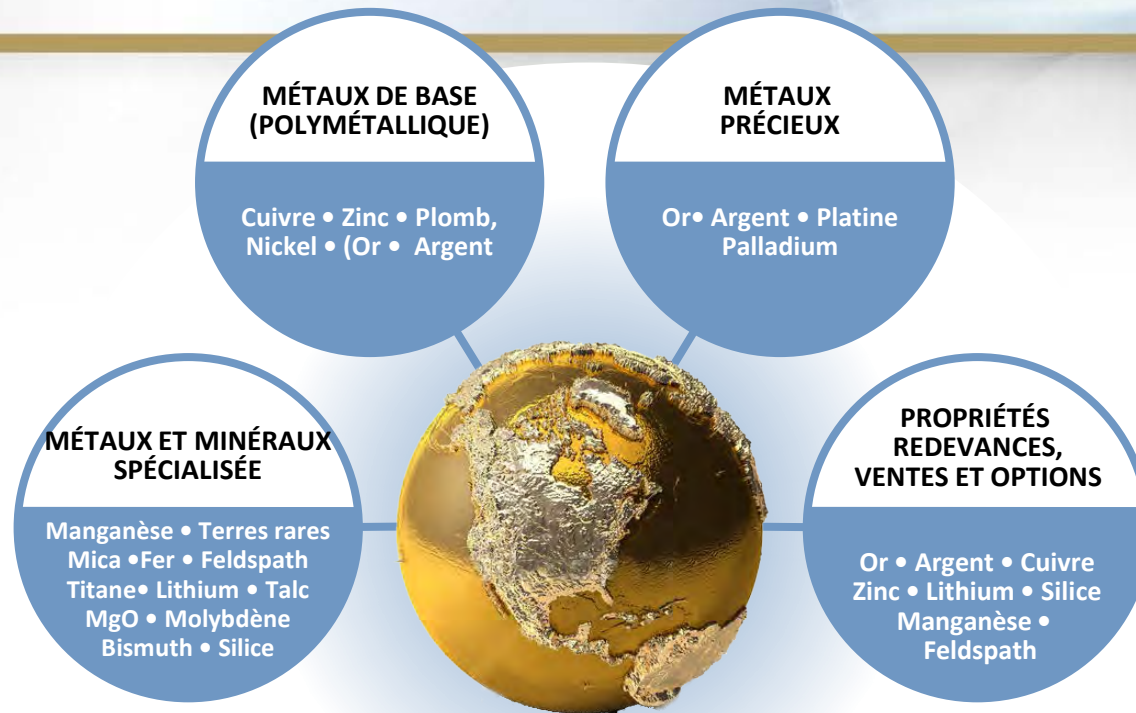 MÉTAUX DE BASE
(POLYMÉTALLIQUE)
Cuivre • Zinc • Plomb,
Nickel • (Or • Argent
MÉTAUX
PRÉCIEUX
Or• Argent • Platine
Palladium
MÉTAUX ET MINÉRAUX
SPÉCIALISÉE
Manganèse • Terres rares
Mica •Fer • Feldspath
Titane• Lithium • Talc
MgO • Molybdène
Bismuth • Silice
PROPRIÉTÉS
REDEVANCES,
VENTES ET OPTIONS
Or • Argent • Cuivre
Zinc • Lithium • Silice
Manganèse •
Feldspath